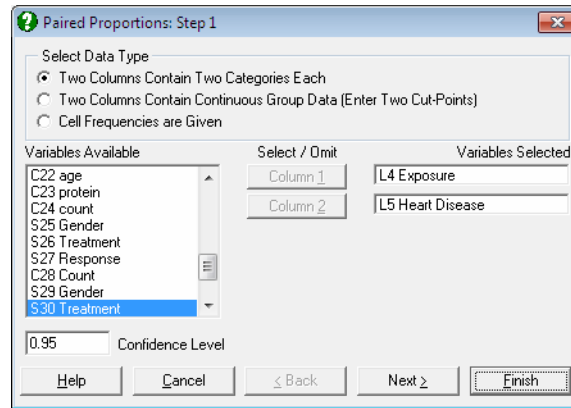 Paired Proportions: Step 1
Select Data Type
Two Columns Contain Two Categories Each
Two Columns Contain Continuous Group Data (Enter Two Cut-Points)
Cell Frequencies are Given
Variables Available
Select / Omit
Variables Selected
C22 age
C23 protein
C24 count
S25 Gender
S26 Treatment
S27 Response
C28 Count
S29 Gender
S30 Treatment
Column 1
Column 2
L4 Exposure
L5 Heart Disease
0.95 Confidence Level
Help Cancel < Back Next > Finish